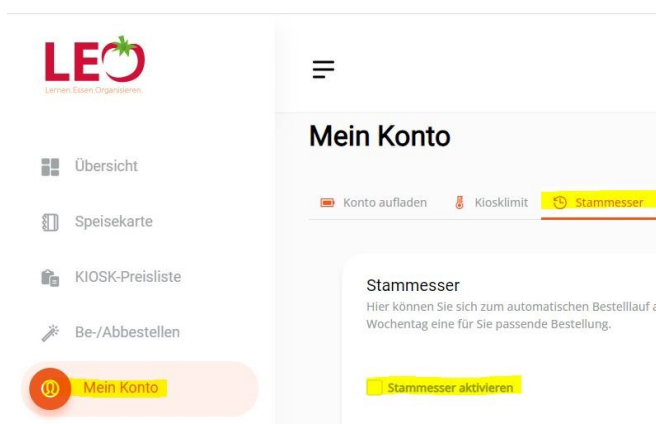 LEO
Lernen.Essen.Organisieren.
Übersicht
Speisekarte
KIOSK-Preisliste
Be-/Abbestellen
Mein Konto
Mein Konto
Konto aufladen Kiosklimit Stammesser
Stammesser
Hier können Sie sich zum automatischen Bestelllauf a
Wochentag eine für Sie passende Bestellung.
Stammesser aktivieren